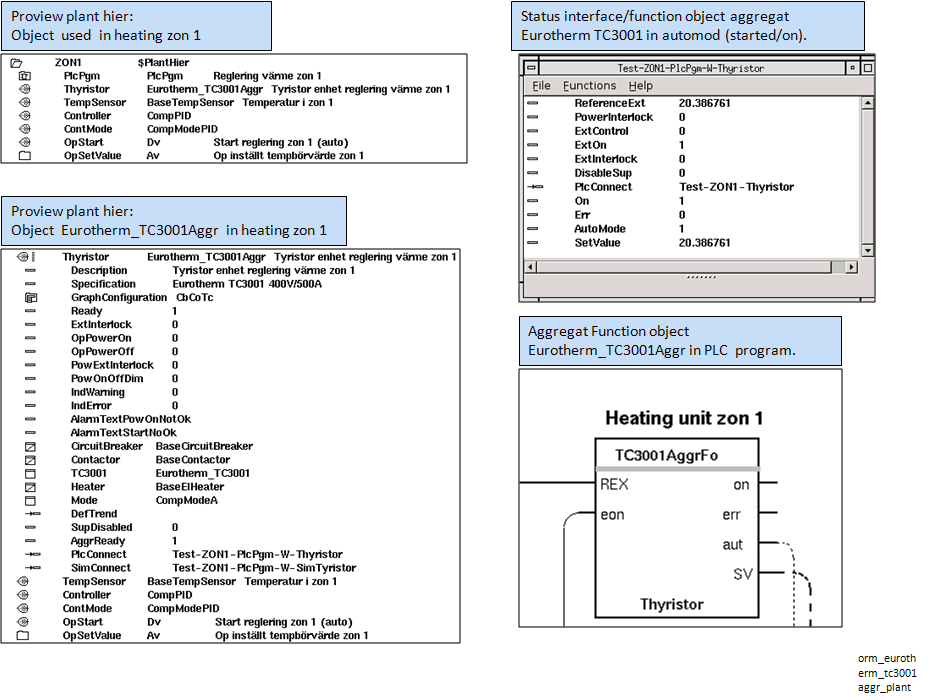 Proview plant hier:
Object used in heating zon 1
ZON1 $PlantHier
PlcPgm PlcPgm Reglering värme zon 1
Thyristor Eurotherm_TC3001Aggr Tyristor enhet reglering värme zon 1
TempSensor BaseTempSensor Temperatur i zon 1
Controller CompPID
ContMode CompModePID
OpStart Dv Start reglering zon 1 (auto)
OpSetValue Av Op inställt tempbörvärde zon 1
Proview plant hier:
Object Eurotherm_TC3001Aggr in heating zon 1
Thyristor Eurotherm_TC3001Aggr Tyristor enhet reglering värme zon 1
Description Tyristor enhet reglering värme zon 1
Specification Eurotherm TC3001 400V/500A
GraphConfiguration CbCoTc
Ready 1
ExtInterlock 0
OpPowerOn 0
OpPowerOff 0
PowExtInterlock 0
PowOnOffDim 0
IndWarning 0
IndError 0
AlarmTextPowOnNotOk
AlarmTextStartNoOk
CircuitBreaker BaseCircuitBreaker
Contactor BaseContactor
TC3001 Eurotherm_TC3001
Heater BaseElHeater
Mode CompModeA
DefTrend
SupDisabled 0
AggrReady 1
PlcConnect Test-ZON1-PlcPgm-W-Thyristor
SimConnect Test-ZON1-PlcPgm-W-SimTyristor
TempSensor BaseTempSensor Temperatur i zon 1
Controller CompPID
ContMode CompModePID
OpStart Dv Start reglering zon 1 (auto)
OpSetValue Av Op inställt tempbörvärde zon 1
Status interface/function object aggregat
Eurotherm TC3001 in automod (started/on).
Test-ZON1-PlcPgm-W-Thyristor
File Functions Help
ReferenceExt 20.386761
PowerInterlock 0
ExtControl 0
ExtOn 1
ExtInterlock 0
DisableSup 0
PlcConnect Test-ZON1-Thyristor
On 1
Err 0
AutoMode 1
SetValue 20.386761
Aggregat Function object
Eurotherm_TC3001Aggr in PLC program.
Heating unit zon 1
TC3001AggrFo
REX on
eon err
aut
SV
Thyristor
orm_euroth
erm_tc3001
aggr_plant